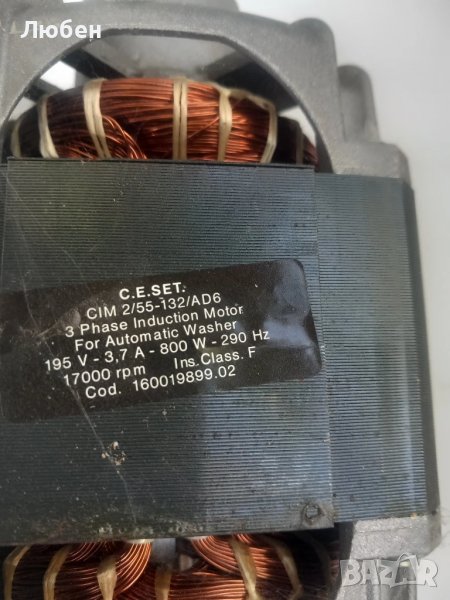 Любен
C.E.SET.
CIM 2/55-132/AD6
3 Phase Induction Motor
For Automatic Washer
195 V - 3,7 A - 800 W - 290 Hz
17000 rpm Ins. Class. F
Cod. 160019899.02
BAZAR